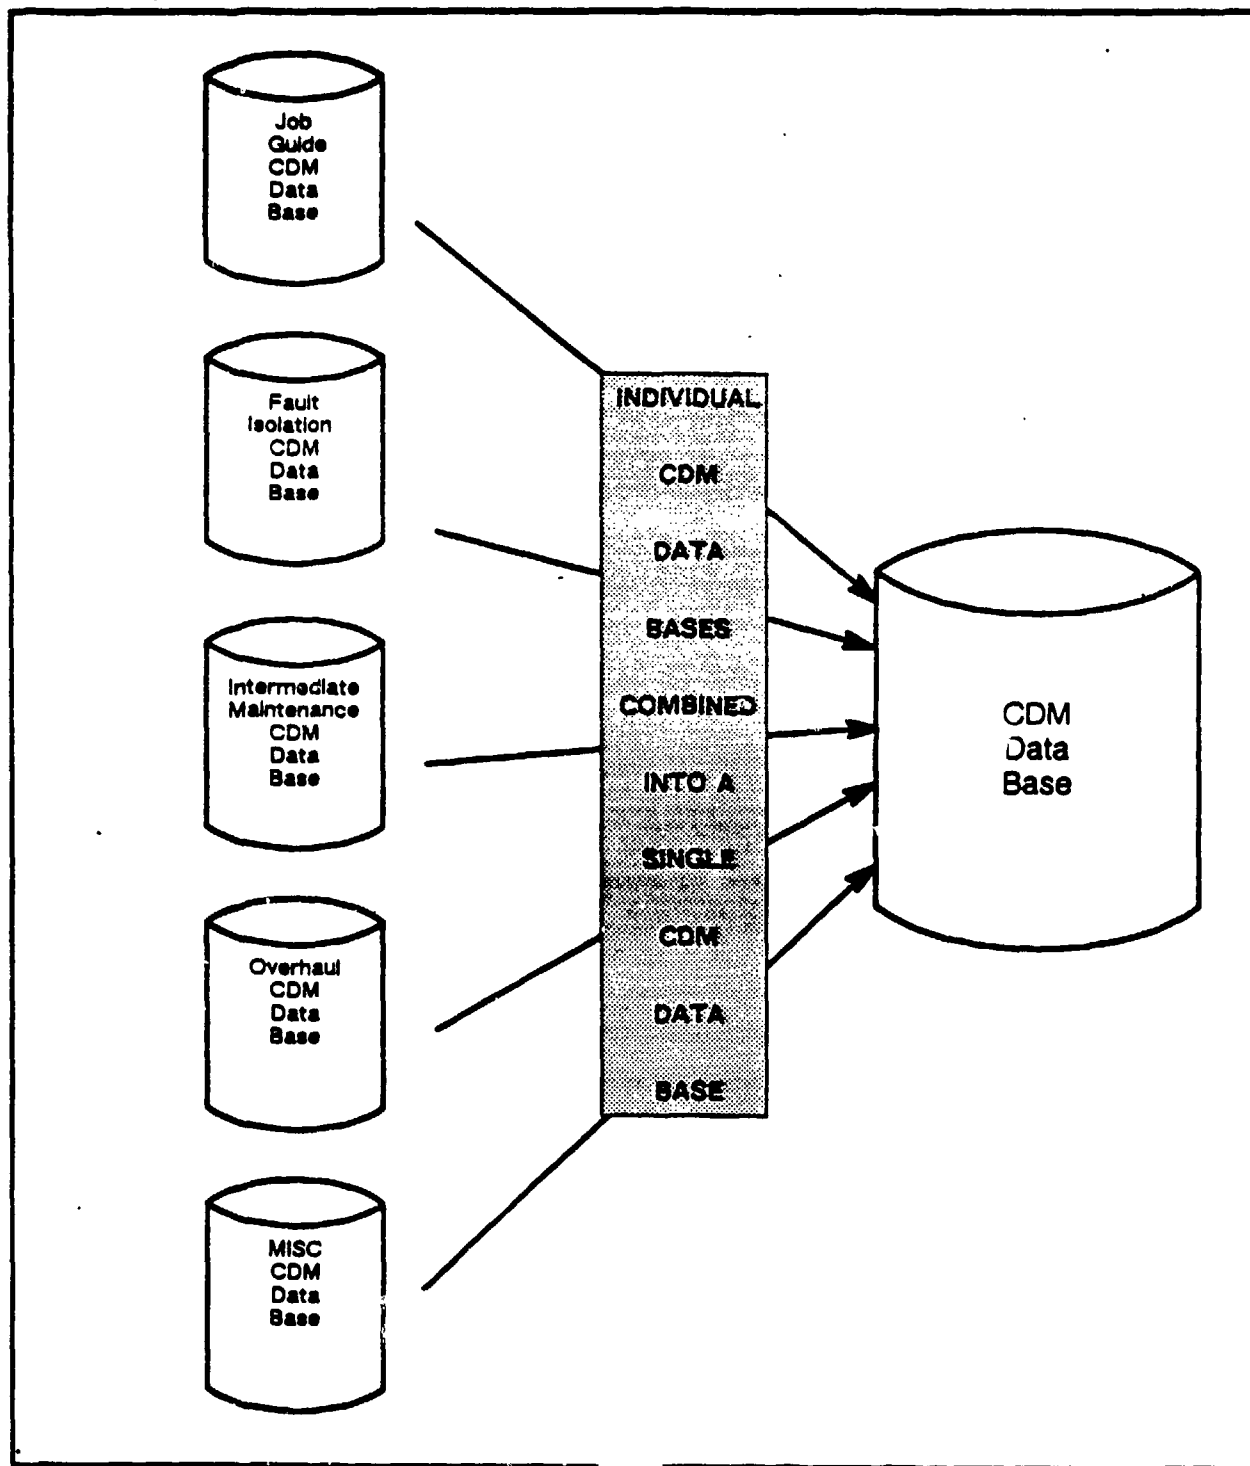 Job
Guide
CDM
Data
Base
Fault
Isolation
CDM
Data
Base
Intermediate
Maintenance
CDM
Data
Base
Overhaul
CDM
Data
Base
MISC
CDM
Data
Base
INDIVIDUAL
CDM
DATA
BASES
COMBINED
INTO A
SINGLE
CDM
DATA
BASE
CDM
Data
Base